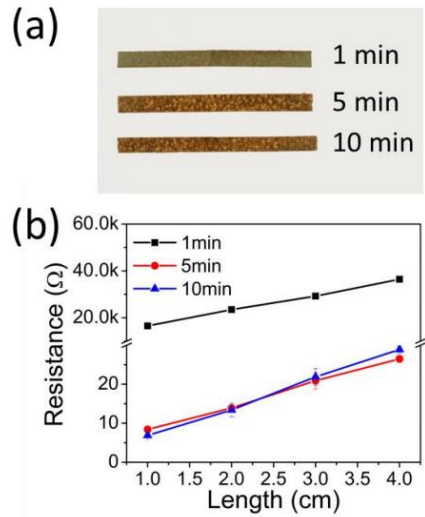 (a)
1 min
5 min
10 min
(b)
60.0k
40.0k
20.0k
20
10
0
1min
5min
10min
Resistance (Ω)
1.0 1.5 2.0 2.5 3.0 3.5 4.0
Length (cm)